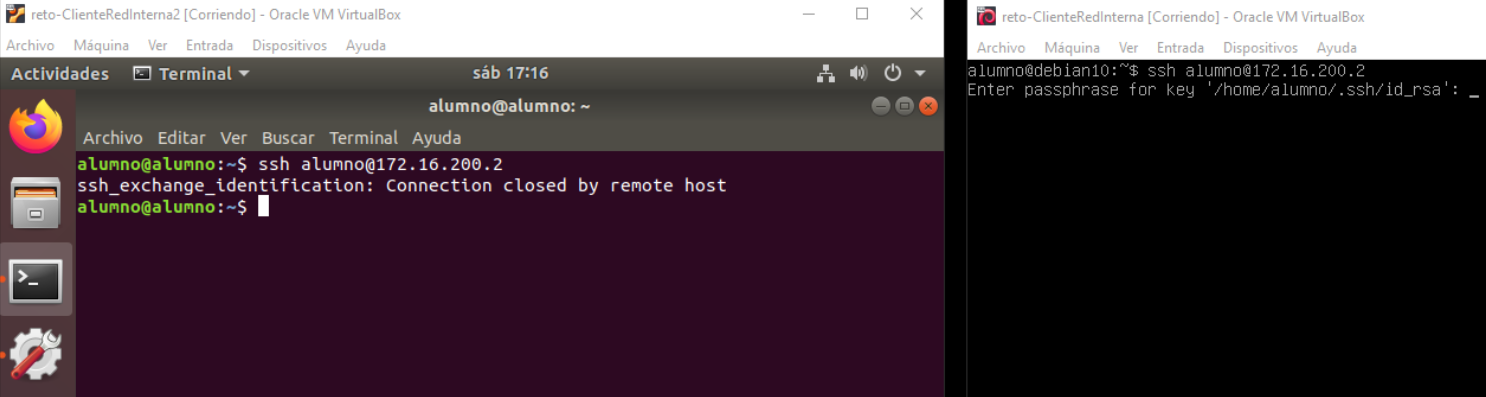 reto-ClienteRedInterna2 [Corriendo] - Oracle VM VirtualBox
Archivo Máquina Ver Entrada Dispositivos Ayuda
Actividades Terminal sáb 17:16
alumno@alumno: ~
Archivo Editar Ver Buscar Terminal Ayuda
alumno@alumno:~$ ssh alumno@172.16.200.2
ssh_exchange_identification: Connection closed by remote host
alumno@alumno:~$
reto-ClienteRedInterna [Corriendo] - Oracle VM VirtualBox
Archivo Máquina Ver Entrada Dispositivos Ayuda
alumno@debian10:~$ ssh alumno@172.16.200.2
Enter passphrase for key '/home/alumno/.ssh/id_rsa': _